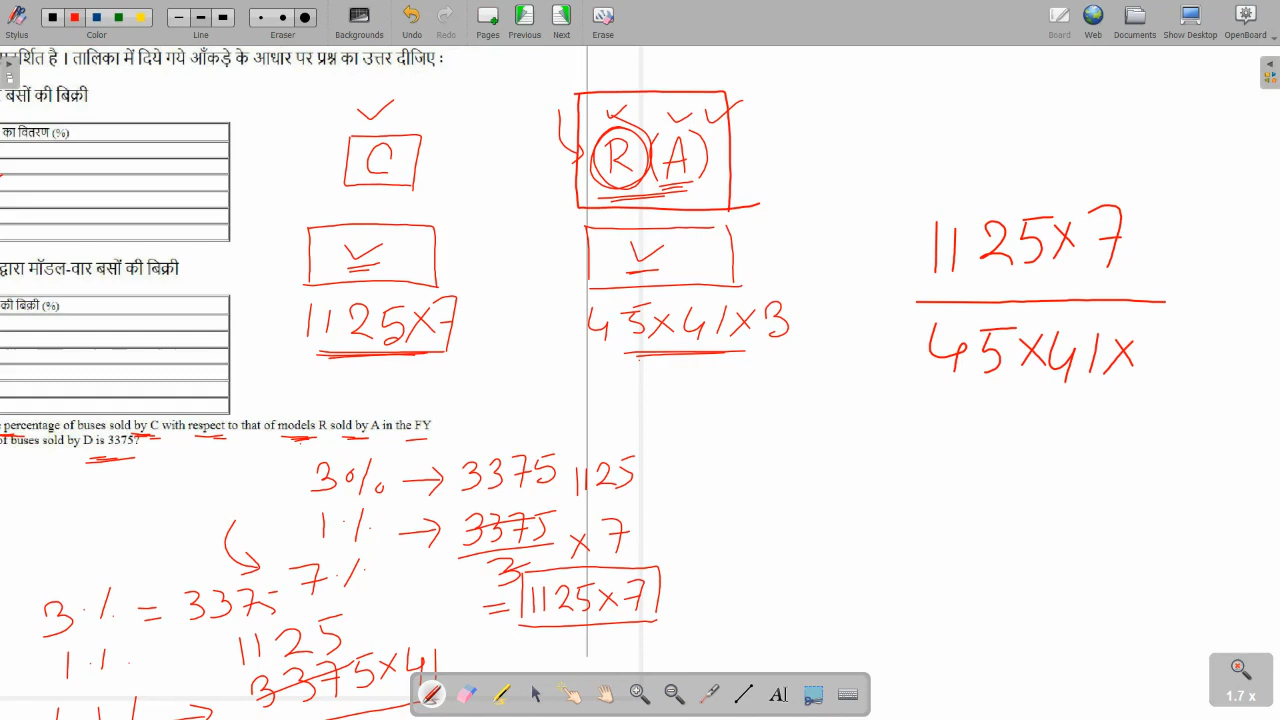 Stylus Color Line Eraser Backgrounds Undo Redo Pages Previous Next Erase Board Web Documents Show Desktop OpenBoard
है । तालिका में दिये गये आँकड़े के आधार पर प्रश्न का उत्तर दीजिए :
बसों की बिक्री
का वितरण (%)
C R (A)
1125×7 45×41×3
1125×7
45×41×
द्वारा मॉडल-वार बसों की बिक्री
की बिक्री (%)
percentage of buses sold by C with respect to that of models R sold by A in the FY
of buses sold by D is 3375?
3% → 3375 1125
1% → 3375 × 7
3
7%
= 1125×7
3% = 3375
1% 1125
3375×41
1.7 x